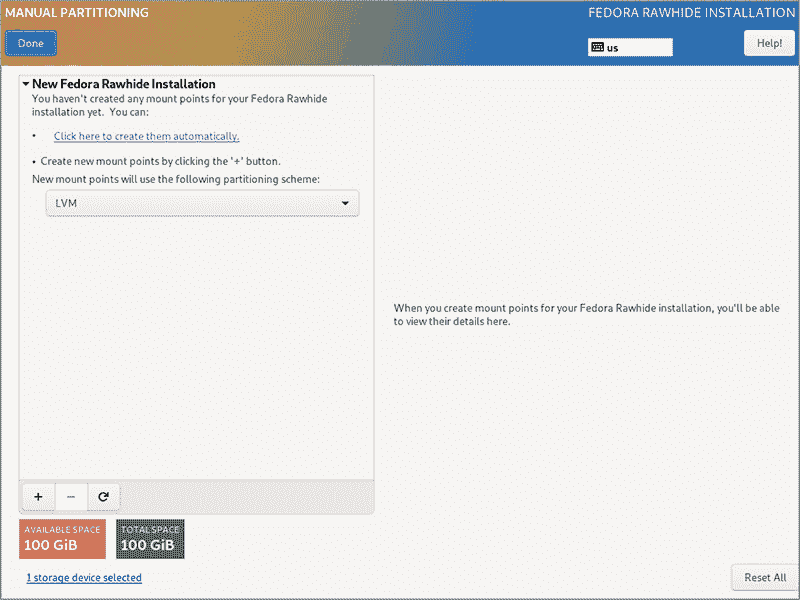 MANUAL PARTITIONING
FEDORA RAWHIDE INSTALLATION
Done
us
Help!
New Fedora Rawhide Installation
You haven't created any mount points for your Fedora Rawhide
installation yet. You can:
• Click here to create them automatically.
• Create new mount points by clicking the '+' button.
New mount points will use the following partitioning scheme:
LVM
When you create mount points for your Fedora Rawhide installation, you'll be able
to view their details here.
+ −
AVAILABLE SPACE
100 GiB
TOTAL SPACE
100 GiB
1 storage device selected
Reset All